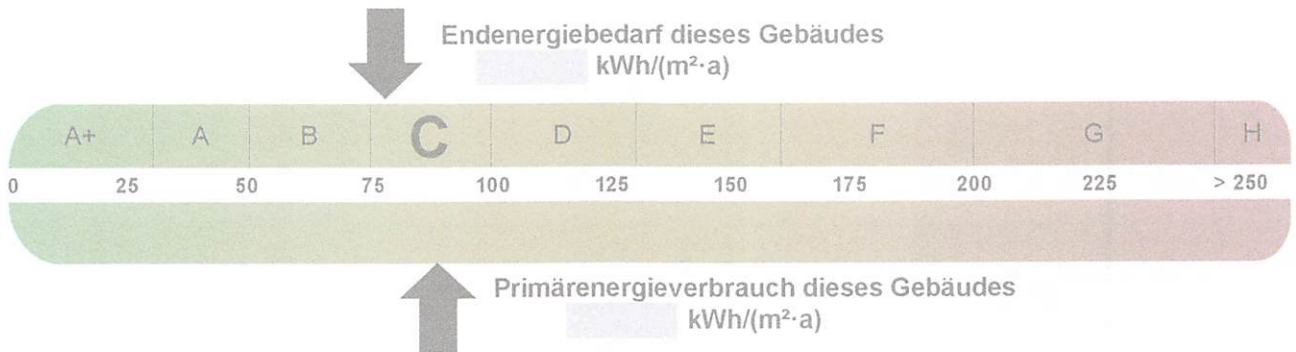 Endenergiebedarf dieses Gebäudes
kWh/(m²·a)
A+ A B C D E F G H
0 25 50 75 100 125 150 175 200 225 > 250
Primärenergieverbrauch dieses Gebäudes
kWh/(m²·a)